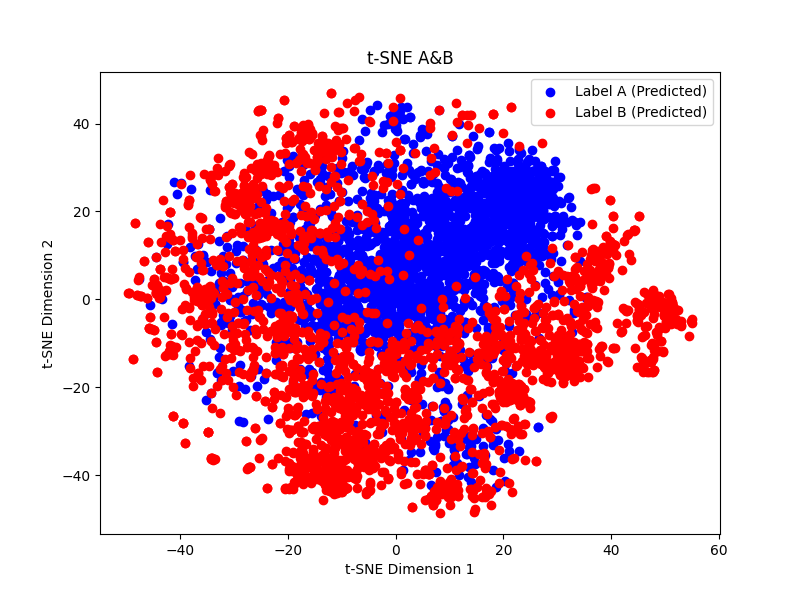 t-SNE A&B
Label A (Predicted)
Label B (Predicted)
40
20
0
−20
−40
t-SNE Dimension 2
−40
−20
0
20
40
60
t-SNE Dimension 1